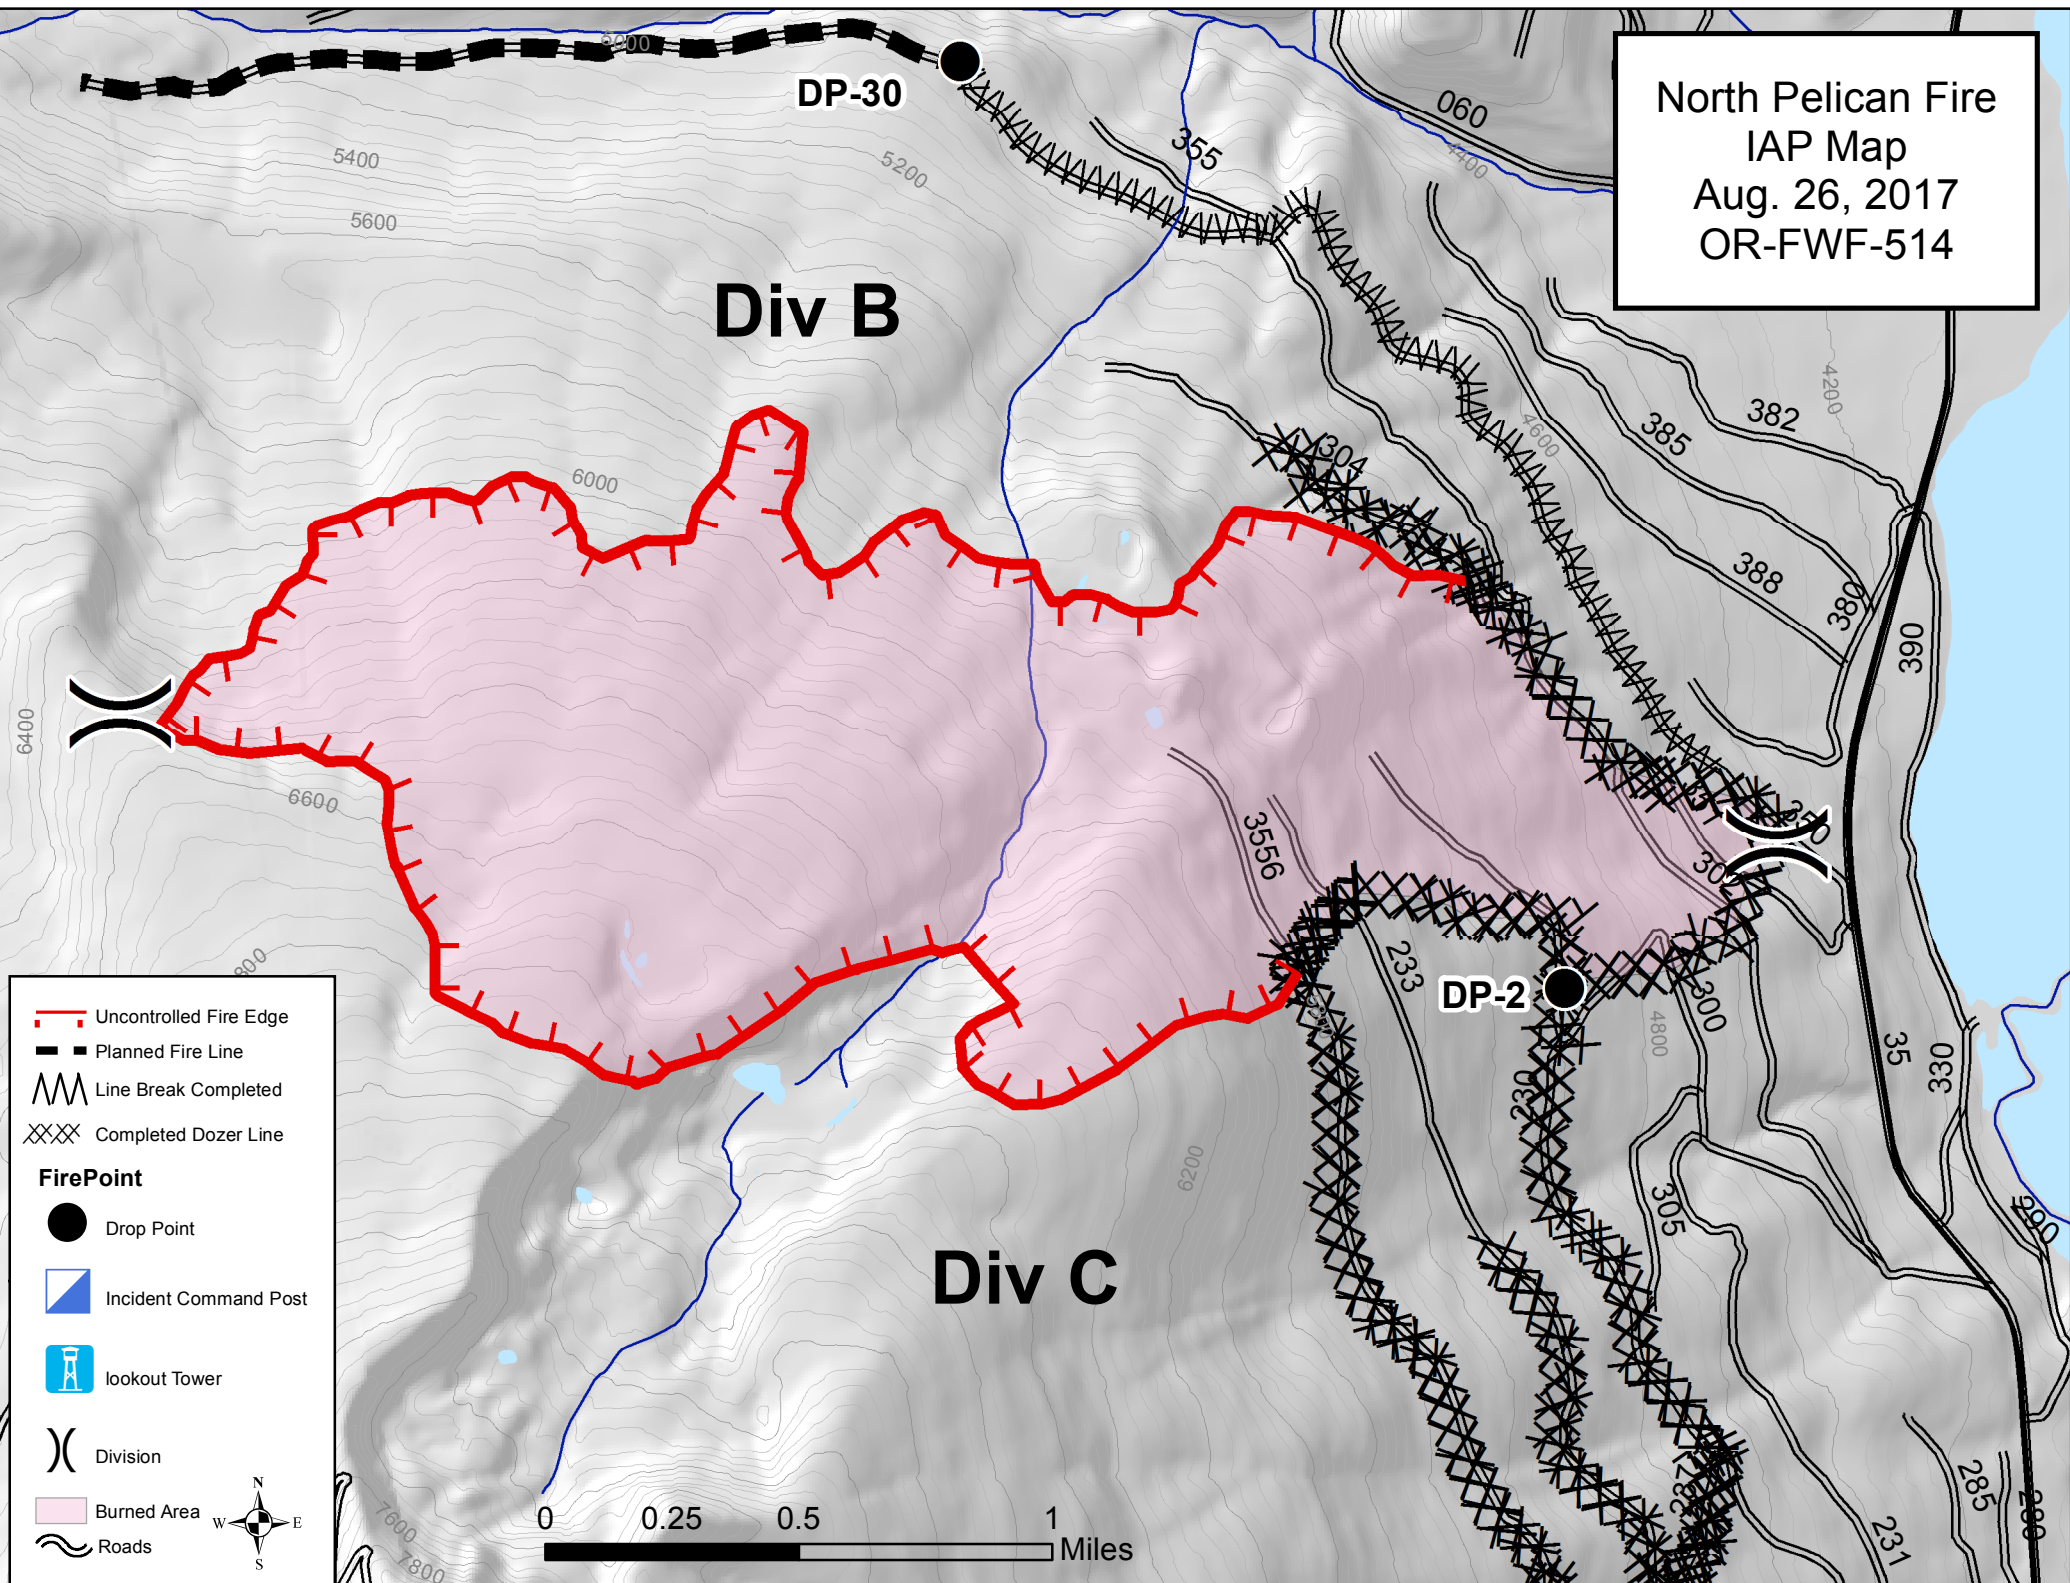 North Pelican Fire
IAP Map
Aug. 26, 2017
OR-FWF-514
6000
DP-30
060
355
4400
5400
5200
5600
Div B
4200
382
385
4600
304
6000
388
380
390
6400
6600
350
302
3556
233
DP-2
300
4800
35
330
230
6200
305
290
Div C
Uncontrolled Fire Edge
Planned Fire Line
Line Break Completed
Completed Dozer Line
FirePoint
Drop Point
Incident Command Post
lookout Tower
Division
Burned Area
Roads
N
W
E
S
0 0.25 0.5 1
Miles
7600
7800
285
231